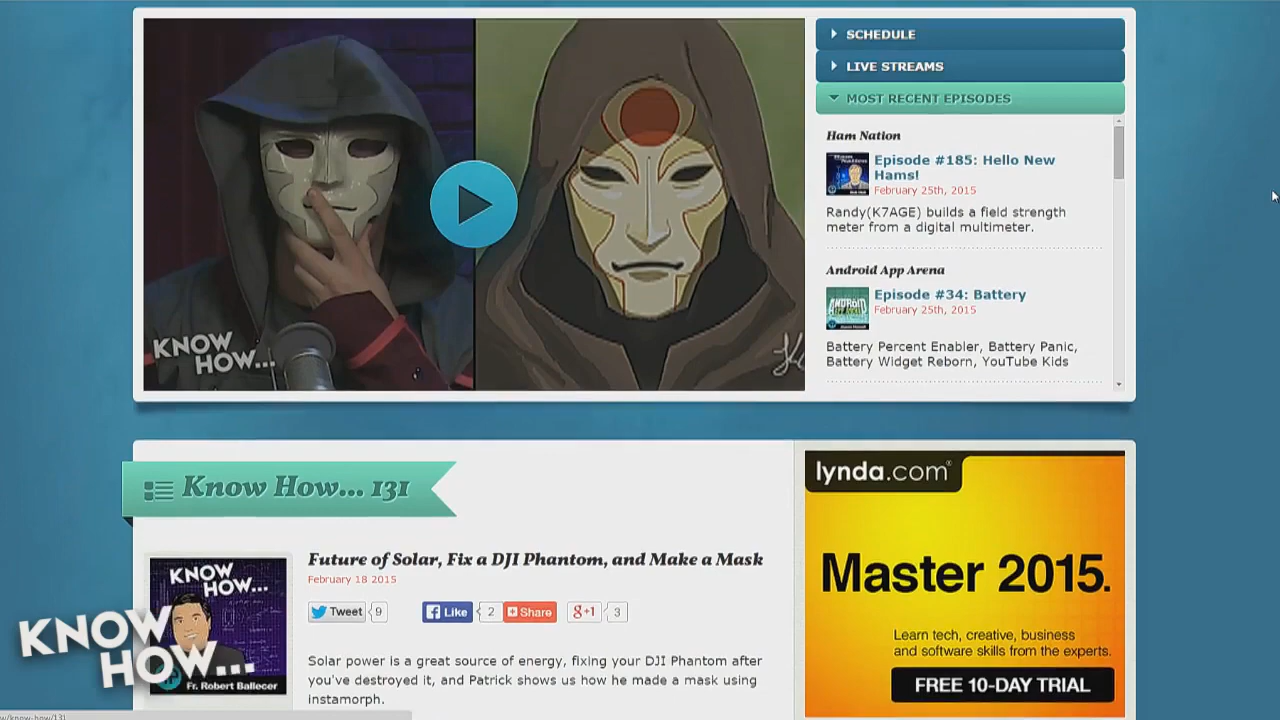 SCHEDULE
LIVE STREAMS
MOST RECENT EPISODES
Ham Nation
Episode #185: Hello New
Hams!
February 25th, 2015
Randy(K7AGE) builds a field strength
meter from a digital multimeter.
Android App Arena
Episode #34: Battery
February 25th, 2015
Battery Percent Enabler, Battery Panic,
Battery Widget Reborn, YouTube Kids
KNOW
HOW...
Know How... 131
Future of Solar, Fix a DJI Phantom, and Make a Mask
February 18 2015
Tweet 9 Like 2 Share g+1 3
Solar power is a great source of energy, fixing your DJI Phantom after
you've destroyed it, and Patrick shows us how he made a mask using
instamorph.
KNOW
HOW...
Fr. Robert Ballecer
KNOW
HOW...
lynda.com®
Master 2015.
Learn tech, creative, business
and software skills from the experts.
FREE 10-DAY TRIAL
w/know-how/131